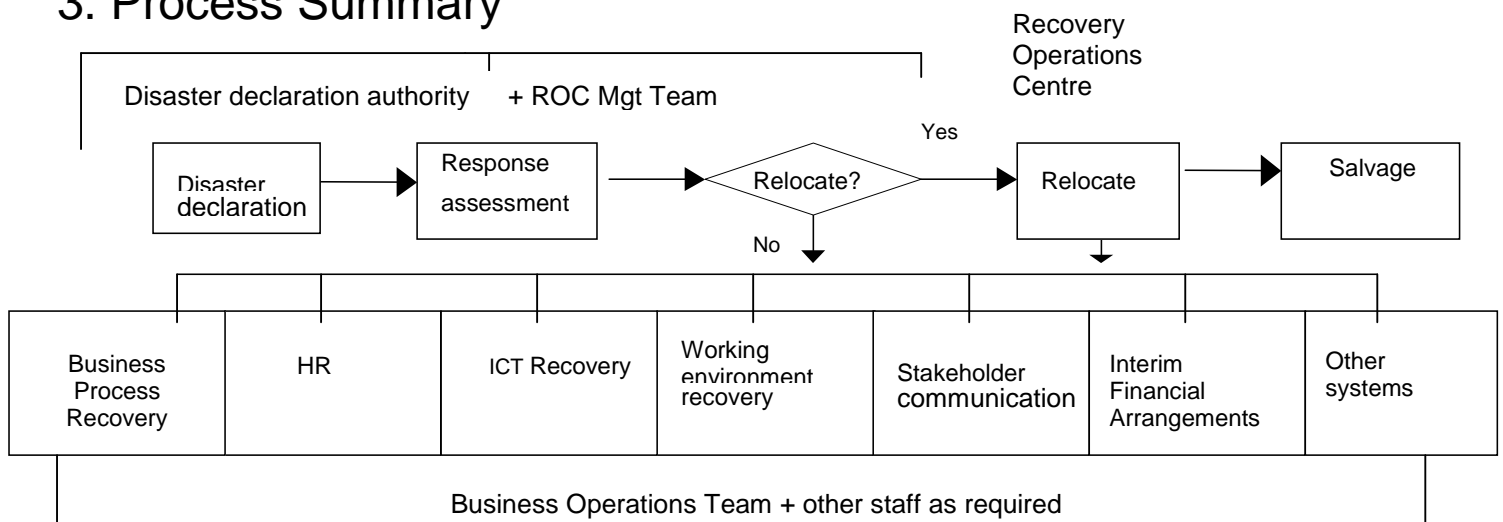 3. Process Summary
Recovery
Operations
Centre
Disaster declaration authority + ROC Mgt Team
Yes
Disaster
declaration
Response
assessment
Relocate?
Relocate
Salvage
No
Business
Process
Recovery
HR
ICT Recovery
Working
environment
recovery
Stakeholder
communication
Interim
Financial
Arrangements
Other
systems
Business Operations Team + other staff as required